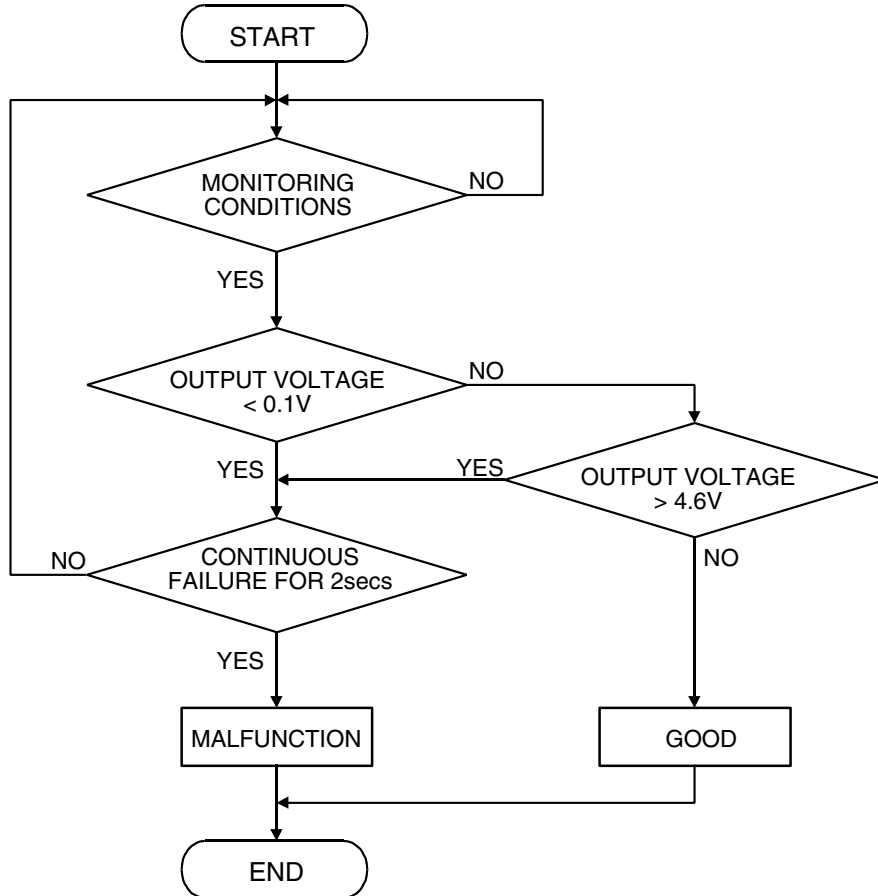 START
MONITORING
CONDITIONS
NO
YES
OUTPUT VOLTAGE
< 0.1V
NO
YES
YES
OUTPUT VOLTAGE
> 4.6V
NO
CONTINUOUS
FAILURE FOR 2secs
NO
YES
MALFUNCTION
GOOD
END